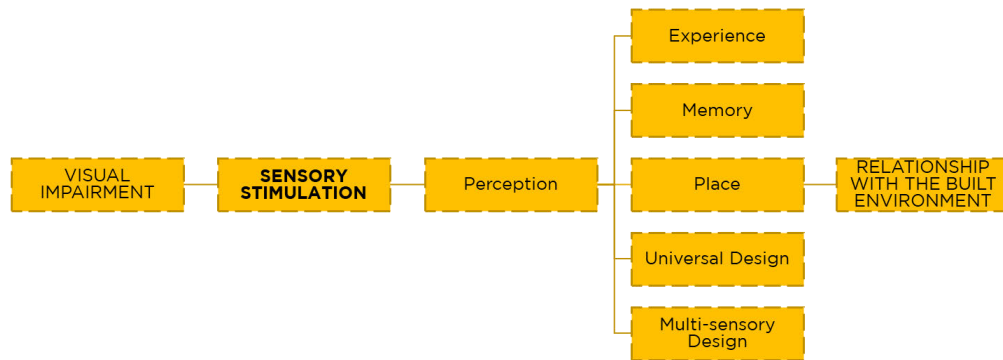 Experience
Memory
VISUAL
IMPAIRMENT
SENSORY
STIMULATION
Perception
Place
RELATIONSHIP
WITH THE BUILT
ENVIRONMENT
Universal Design
Multi-sensory
Design